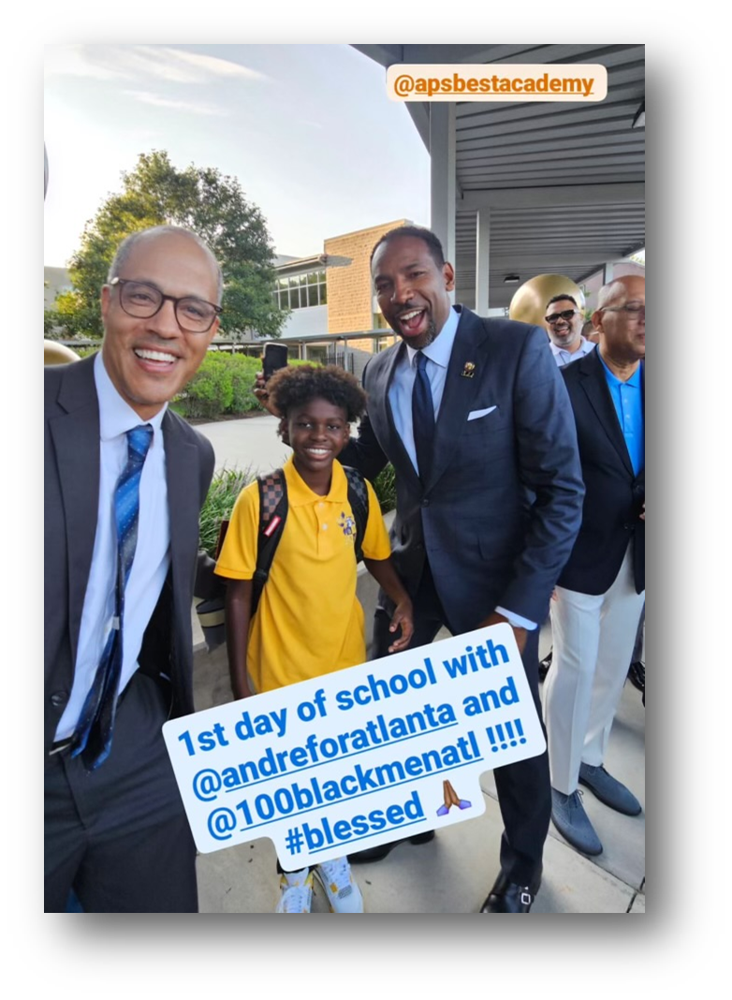 @apsbestacademy
1st day of school with
@andreforatlanta and
@100blackmenatl !!!!
#blessed 🙏🏾